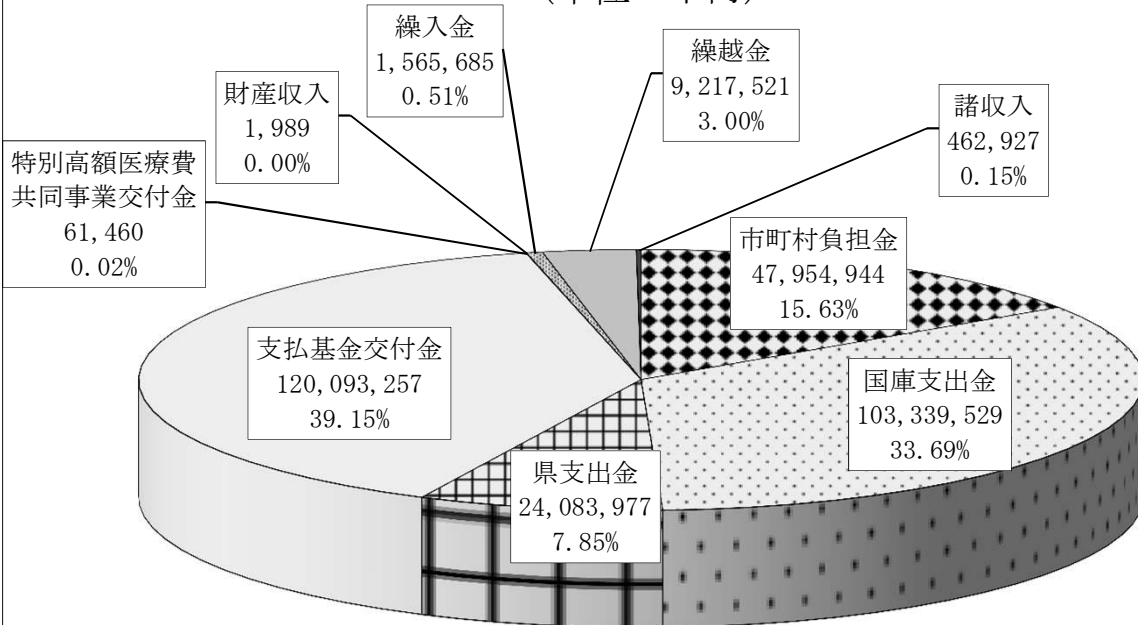 繰入金
1,565,685
0.51%
繰越金
9,217,521
3.00%
財産収入
1,989
0.00%
諸収入
462,927
0.15%
特別高額医療費
共同事業交付金
61,460
0.02%
市町村負担金
47,954,944
15.63%
支払基金交付金
120,093,257
39.15%
国庫支出金
103,339,529
33.69%
県支出金
24,083,977
7.85%